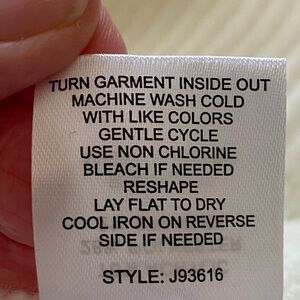 TURN GARMENT INSIDE OUT
MACHINE WASH COLD
WITH LIKE COLORS
GENTLE CYCLE
USE NON CHLORINE
BLEACH IF NEEDED
RESHAPE
LAY FLAT TO DRY
COOL IRON ON REVERSE
SIDE IF NEEDED
STYLE: J93616